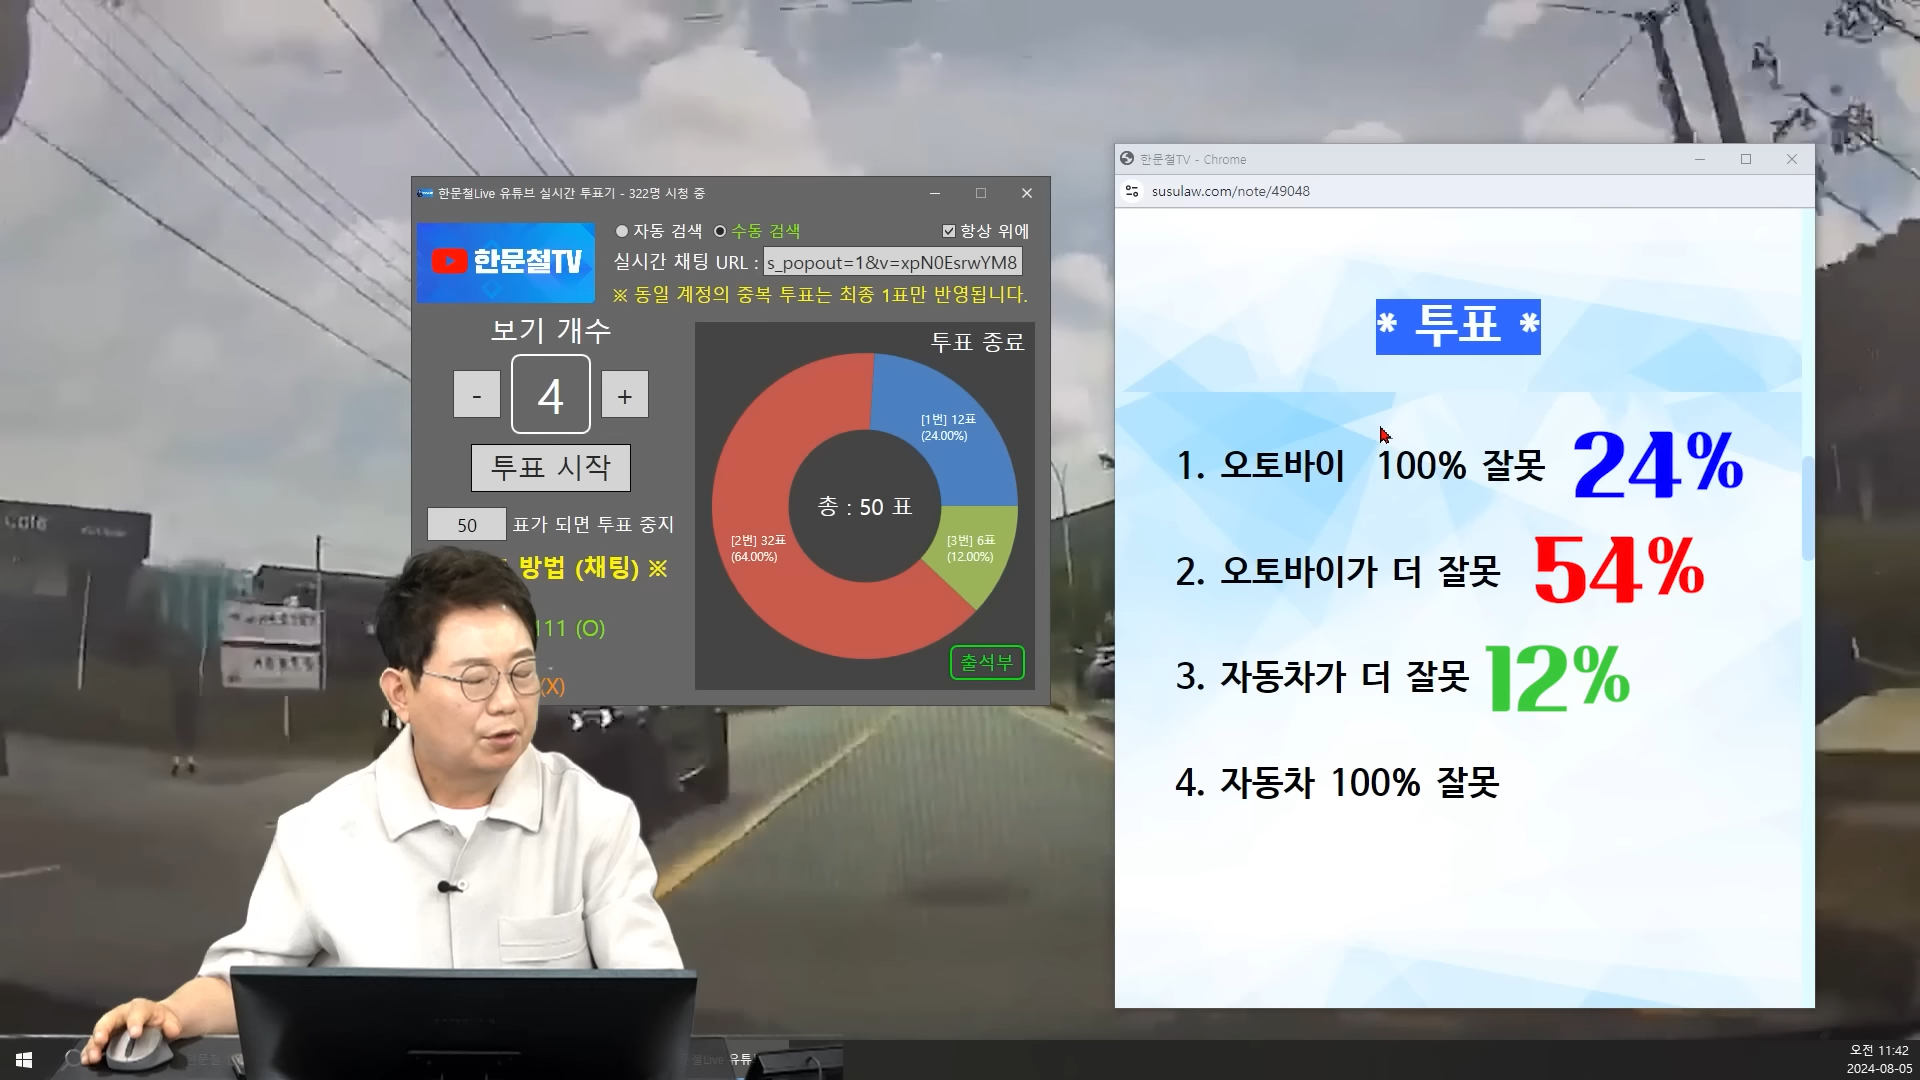 한문철Live 유튜브 실시간 투표기 - 322명 시청 중
한문철TV
자동 검색 수동 검색 항상 위에
실시간 채팅 URL : s_popout=1&v=xpN0EsrwYM8
※ 동일 계정의 중복 투표는 최종 1표만 반영됩니다.
보기 개수
- 4 +
투표 시작
50 표가 되면 투표 중지
방법 (채팅) ※
111 (O)
(X)
투표 종료
[1번] 12표
(24.00%)
총 : 50 표
[2번] 32표
(64.00%)
[3번] 6표
(12.00%)
출석부
한문철TV - Chrome
susulaw.com/note/49048
* 투표 *
1. 오토바이 100% 잘못 24%
2. 오토바이가 더 잘못 54%
3. 자동차가 더 잘못 12%
4. 자동차 100% 잘못
Cafe
한문철
Live 유튜
오전 11:42
2024-08-05